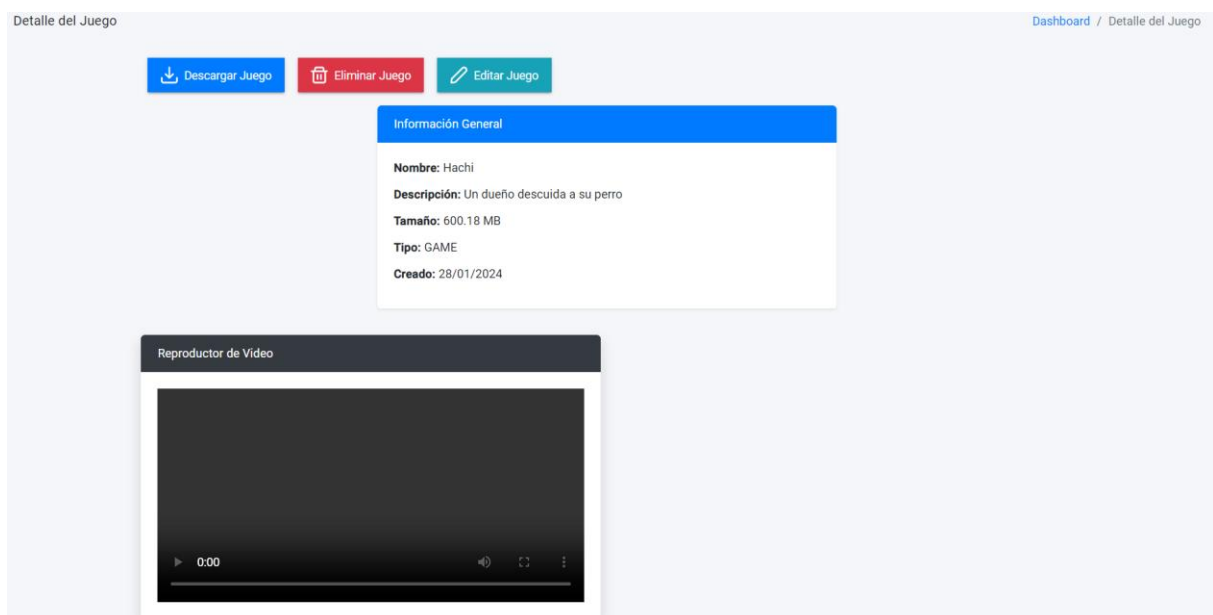 Detalle del Juego
Dashboard / Detalle del Juego
Descargar Juego
Eliminar Juego
Editar Juego
Información General
Nombre: Hachi
Descripción: Un dueño descuida a su perro
Tamaño: 600.18 MB
Tipo: GAME
Creado: 28/01/2024
Reproductor de Video
0:00